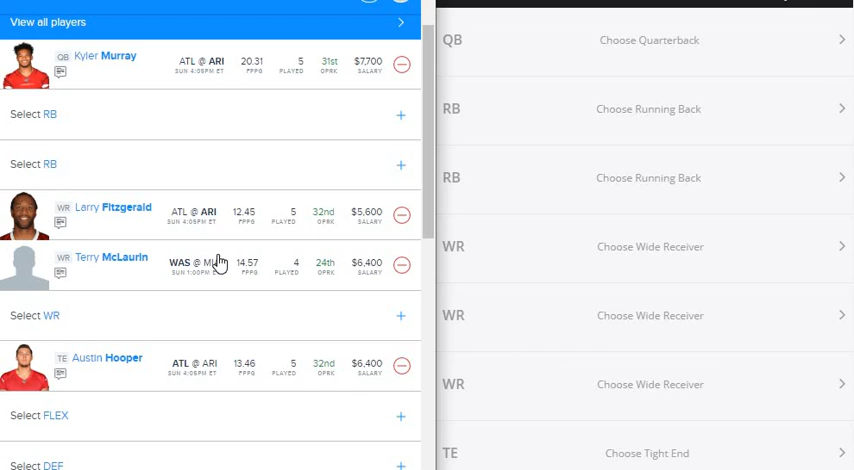 View all players
QB Kyler Murray ATL @ ARI 20.31 5 31st $7,700
SUN 4:05PM ET FPPG PLAYED OPRK SALARY
Select RB
Select RB
WR Larry Fitzgerald ATL @ ARI 12.45 5 32nd $5,600
SUN 4:05PM ET FPPG PLAYED OPRK SALARY
WR Terry McLaurin WAS @ 14.57 4 24th $6,400
SUN 1:00PM FPPG PLAYED OPRK SALARY
Select WR
TE Austin Hooper ATL @ ARI 13.46 5 32nd $6,400
SUN 4:05PM ET FPPG PLAYED OPRK SALARY
Select FLEX
Select DEF
QB Choose Quarterback
RB Choose Running Back
RB Choose Running Back
WR Choose Wide Receiver
WR Choose Wide Receiver
WR Choose Wide Receiver
TE Choose Tight End